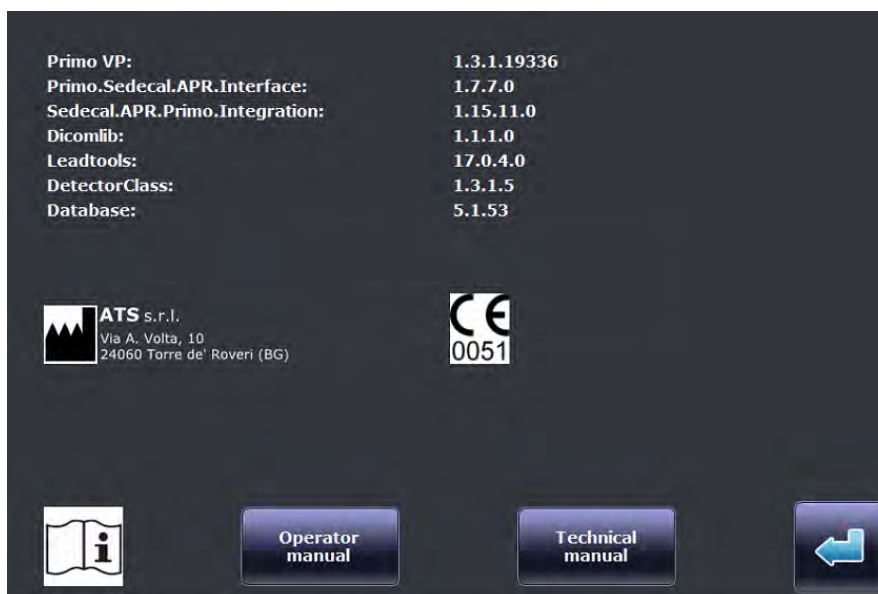 Primo VP: 1.3.1.19336
Primo.Sedecal.APR.Interface: 1.7.7.0
Sedecal.APR.Primo.Integration: 1.15.11.0
Dicomlib: 1.1.1.0
Leadtools: 17.0.4.0
DetectorClass: 1.3.1.5
Database: 5.1.53
ATS s.r.l.
Via A. Volta, 10
24060 Torre de' Roveri (BG)
CE
0051
i
Operator
manual
Technical
manual